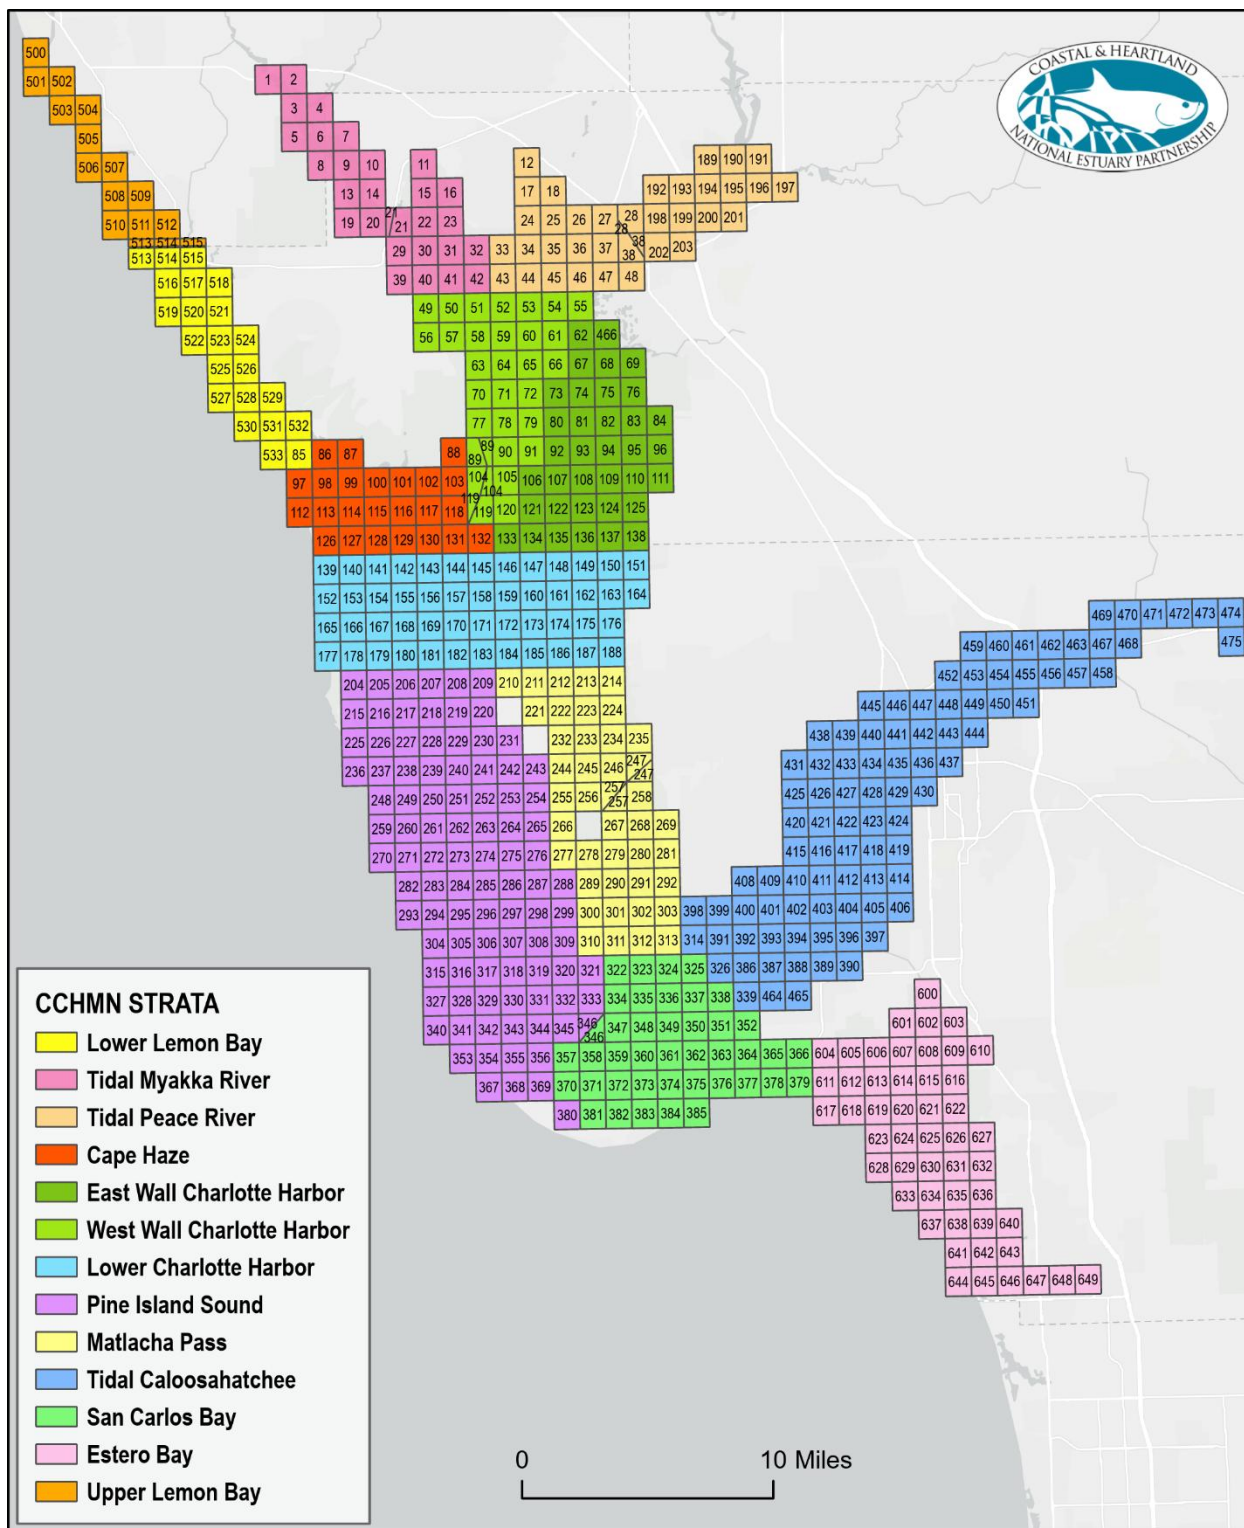 COASTAL & HEARTLAND
NATIONAL ESTUARY PARTNERSHIP
500
501 502 1 2
503 504 3 4
505 5 6 7
506 507 8 9 10 11 12 189 190 191
508 509 13 14 15 16 17 18 192 193 194 195 196 197
510 511 512 19 20 21 21 22 23 24 25 26 27 28 28 198 199 200 201
513 514 515 29 30 31 32 33 34 35 36 37 38 38 202 203
513 514 515
516 517 518 39 40 41 42 43 44 45 46 47 48
519 520 521 49 50 51 52 53 54 55
522 523 524 56 57 58 59 60 61 62 466
525 526 63 64 65 66 67 68 69
527 528 529 70 71 72 73 74 75 76
530 531 532 77 78 79 80 81 82 83 84
533 85 86 87 88 89 89 90 91 92 93 94 95 96
97 98 99 100 101 102 103 104 104 105 106 107 108 109 110 111
112 113 114 115 116 117 118 119 119 120 121 122 123 124 125
126 127 128 129 130 131 132 133 134 135 136 137 138
139 140 141 142 143 144 145 146 147 148 149 150 151
152 153 154 155 156 157 158 159 160 161 162 163 164
165 166 167 168 169 170 171 172 173 174 175 176 469 470 471 472 473 474
177 178 179 180 181 182 183 184 185 186 187 188 459 460 461 462 463 467 468 475
204 205 206 207 208 209 210 211 212 213 214 452 453 454 455 456 457 458
215 216 217 218 219 220 221 222 223 224 445 446 447 448 449 450 451
225 226 227 228 229 230 231 232 233 234 235 438 439 440 441 442 443 444
236 237 238 239 240 241 242 243 244 245 246 247 247 431 432 433 434 435 436 437
248 249 250 251 252 253 254 255 256 257 257 258 425 426 427 428 429 430
259 260 261 262 263 264 265 266 267 268 269 420 421 422 423 424
270 271 272 273 274 275 276 277 278 279 280 281 415 416 417 418 419
282 283 284 285 286 287 288 289 290 291 292 408 409 410 411 412 413 414
293 294 295 296 297 298 299 300 301 302 303 398 399 400 401 402 403 404 405 406
304 305 306 307 308 309 310 311 312 313 314 391 392 393 394 395 396 397
315 316 317 318 319 320 321 322 323 324 325 326 386 387 388 389 390
327 328 329 330 331 332 333 334 335 336 337 338 339 464 465 600
340 341 342 343 344 345 346 346 347 348 349 350 351 352 601 602 603
353 354 355 356 357 358 359 360 361 362 363 364 365 366 604 605 606 607 608 609 610
367 368 369 370 371 372 373 374 375 376 377 378 379 611 612 613 614 615 616
380 381 382 383 384 385 617 618 619 620 621 622
623 624 625 626 627
628 629 630 631 632
633 634 635 636
637 638 639 640
641 642 643
644 645 646 647 648 649
CCHMN STRATA
Lower Lemon Bay
Tidal Myakka River
Tidal Peace River
Cape Haze
East Wall Charlotte Harbor
West Wall Charlotte Harbor
Lower Charlotte Harbor
Pine Island Sound
Matlacha Pass
Tidal Caloosahatchee
San Carlos Bay
Estero Bay
Upper Lemon Bay
0 10 Miles